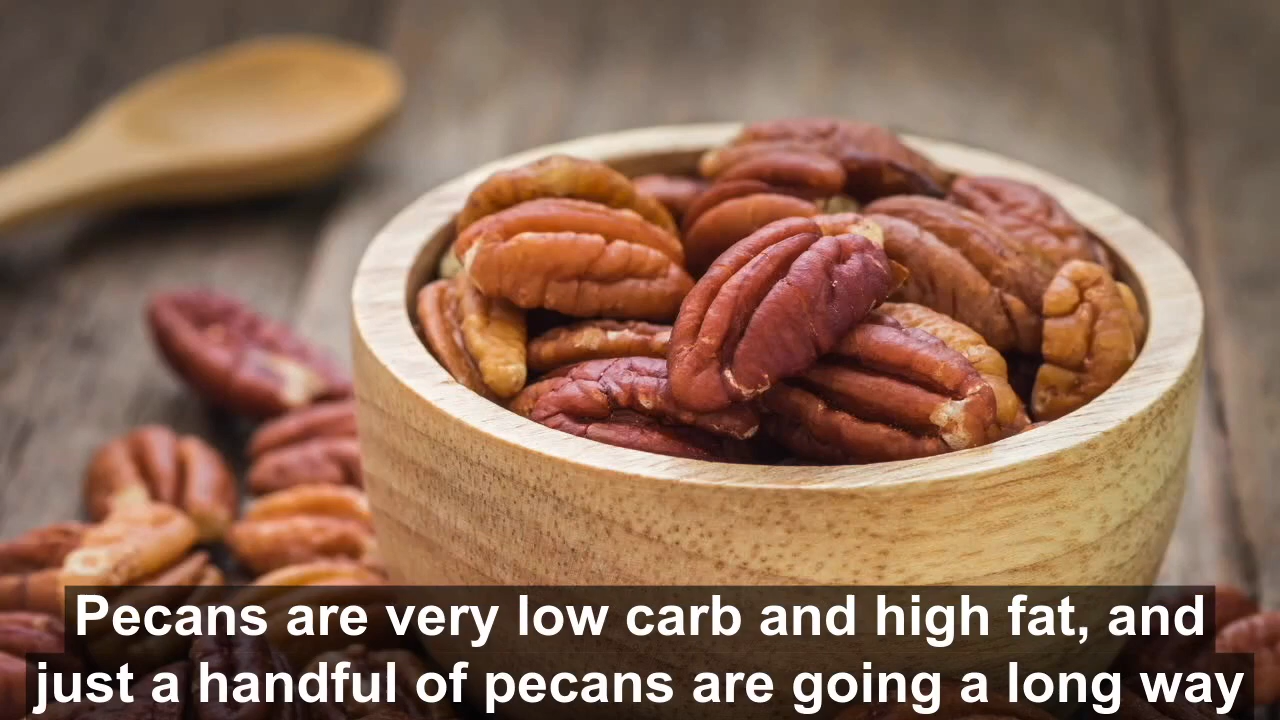 Pecans are very low carb and high fat, and
just a handful of pecans are going a long way